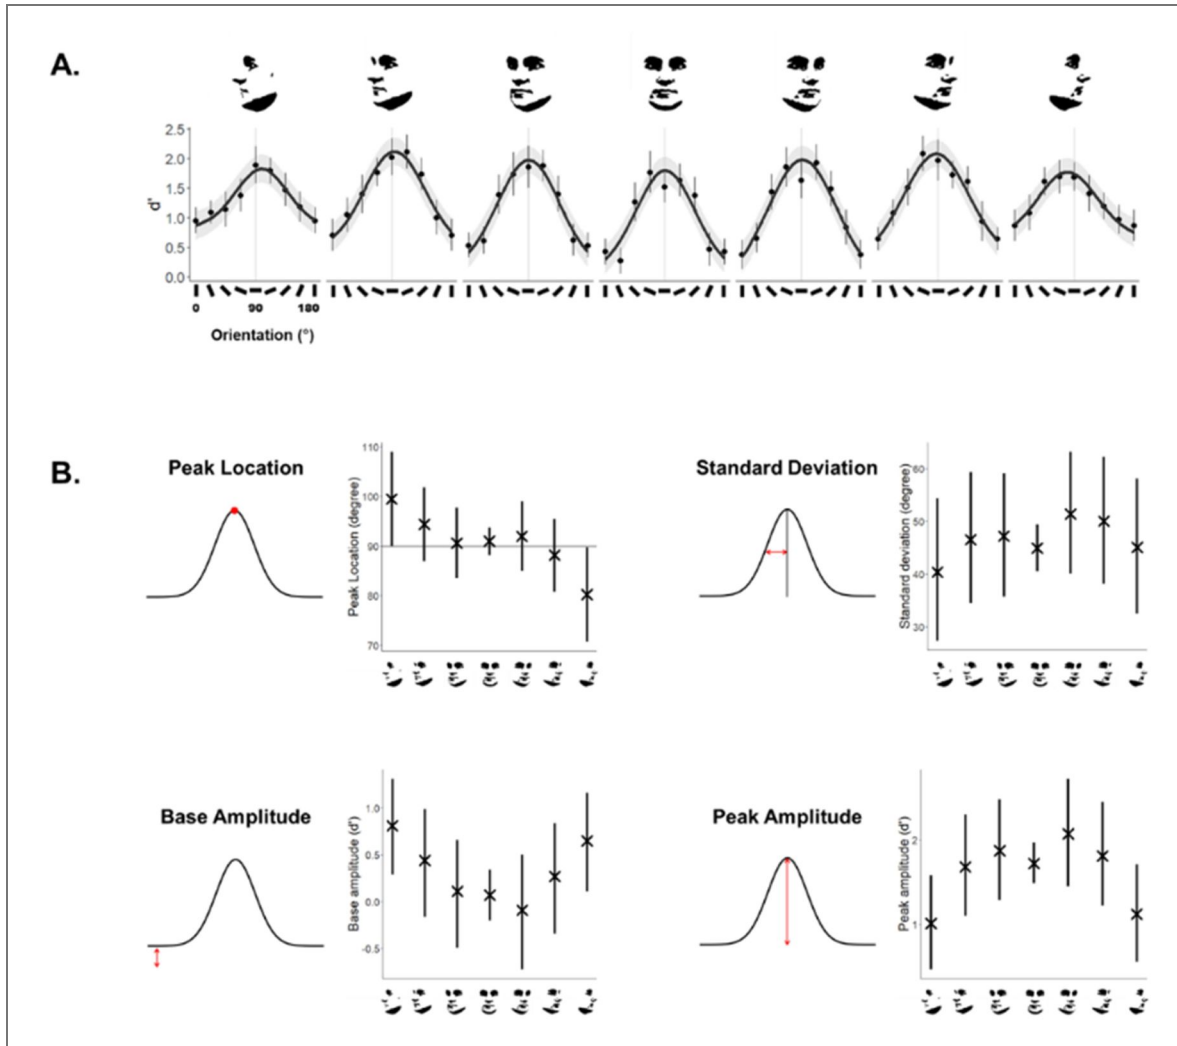 A.
2.5
2.0
1.5
1.0
0.5
0.0
d'
0 90 180
Orientation (°)
B.
Peak Location
Peak Location (degree)
110
100
90
80
70
Standard Deviation
Standard deviation (degree)
60
50
40
30
Base Amplitude
Base amplitude (d')
1.0
0.5
0.0
-0.5
Peak Amplitude
Peak amplitude (d')
2
1